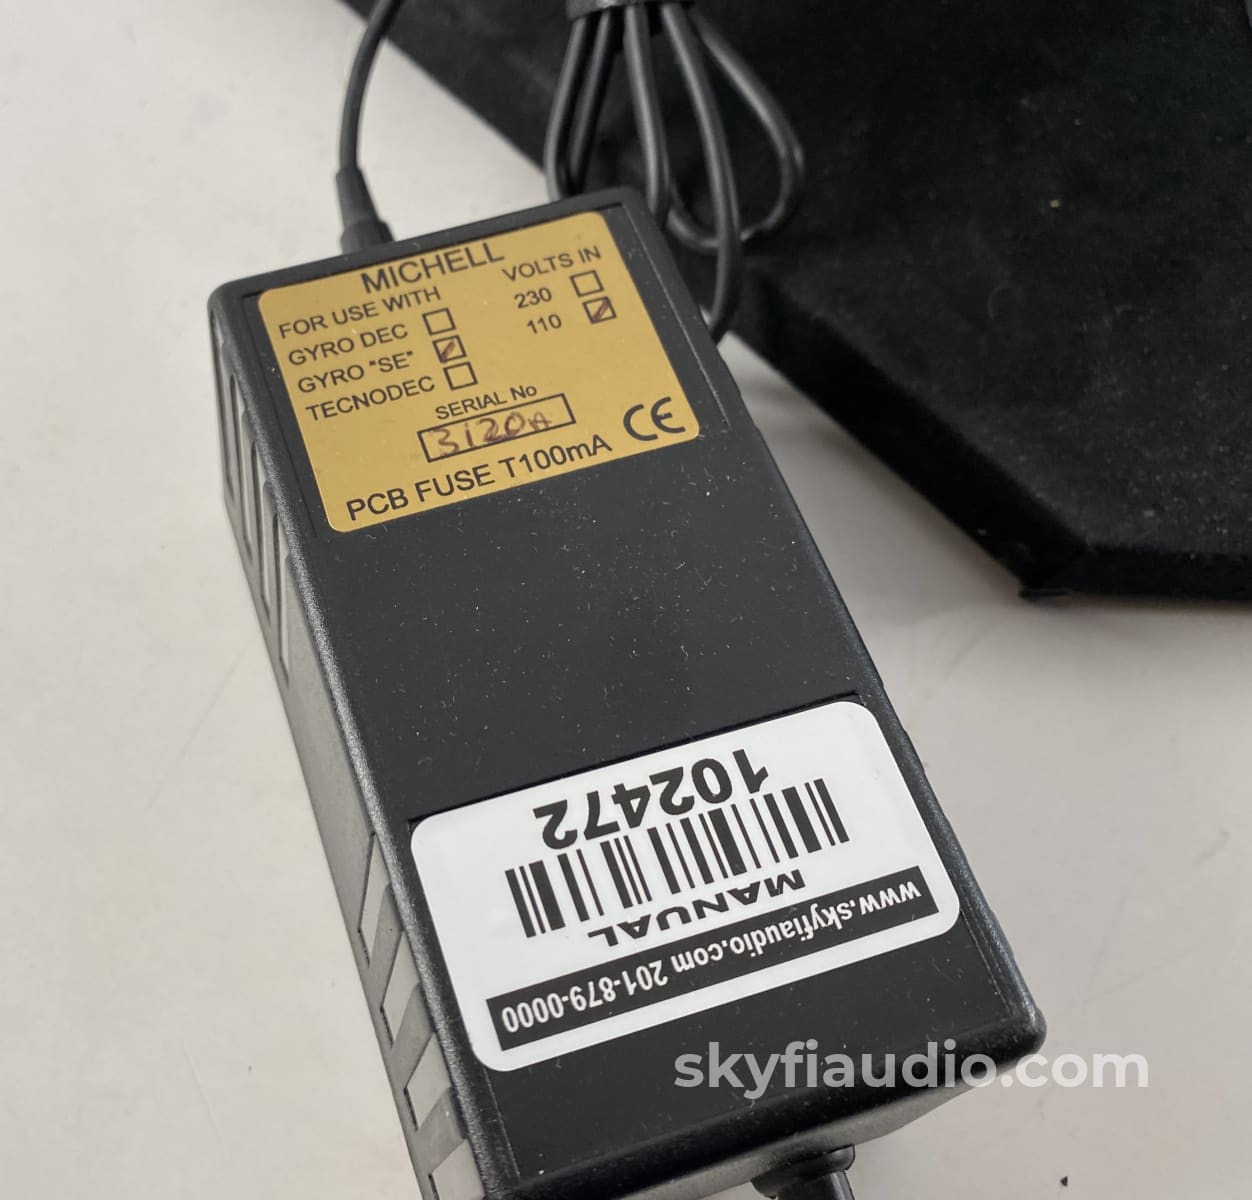 MICHELL
FOR USE WITH
GYRO DEC
GYRO "SE"
TECNODEC
VOLTS IN
230
110
SERIAL No
3120A
PCB FUSE T100mA
CE
www.skyfiaudio.com 201-879-0000
MANUAL
102472
skyfiaudio.com